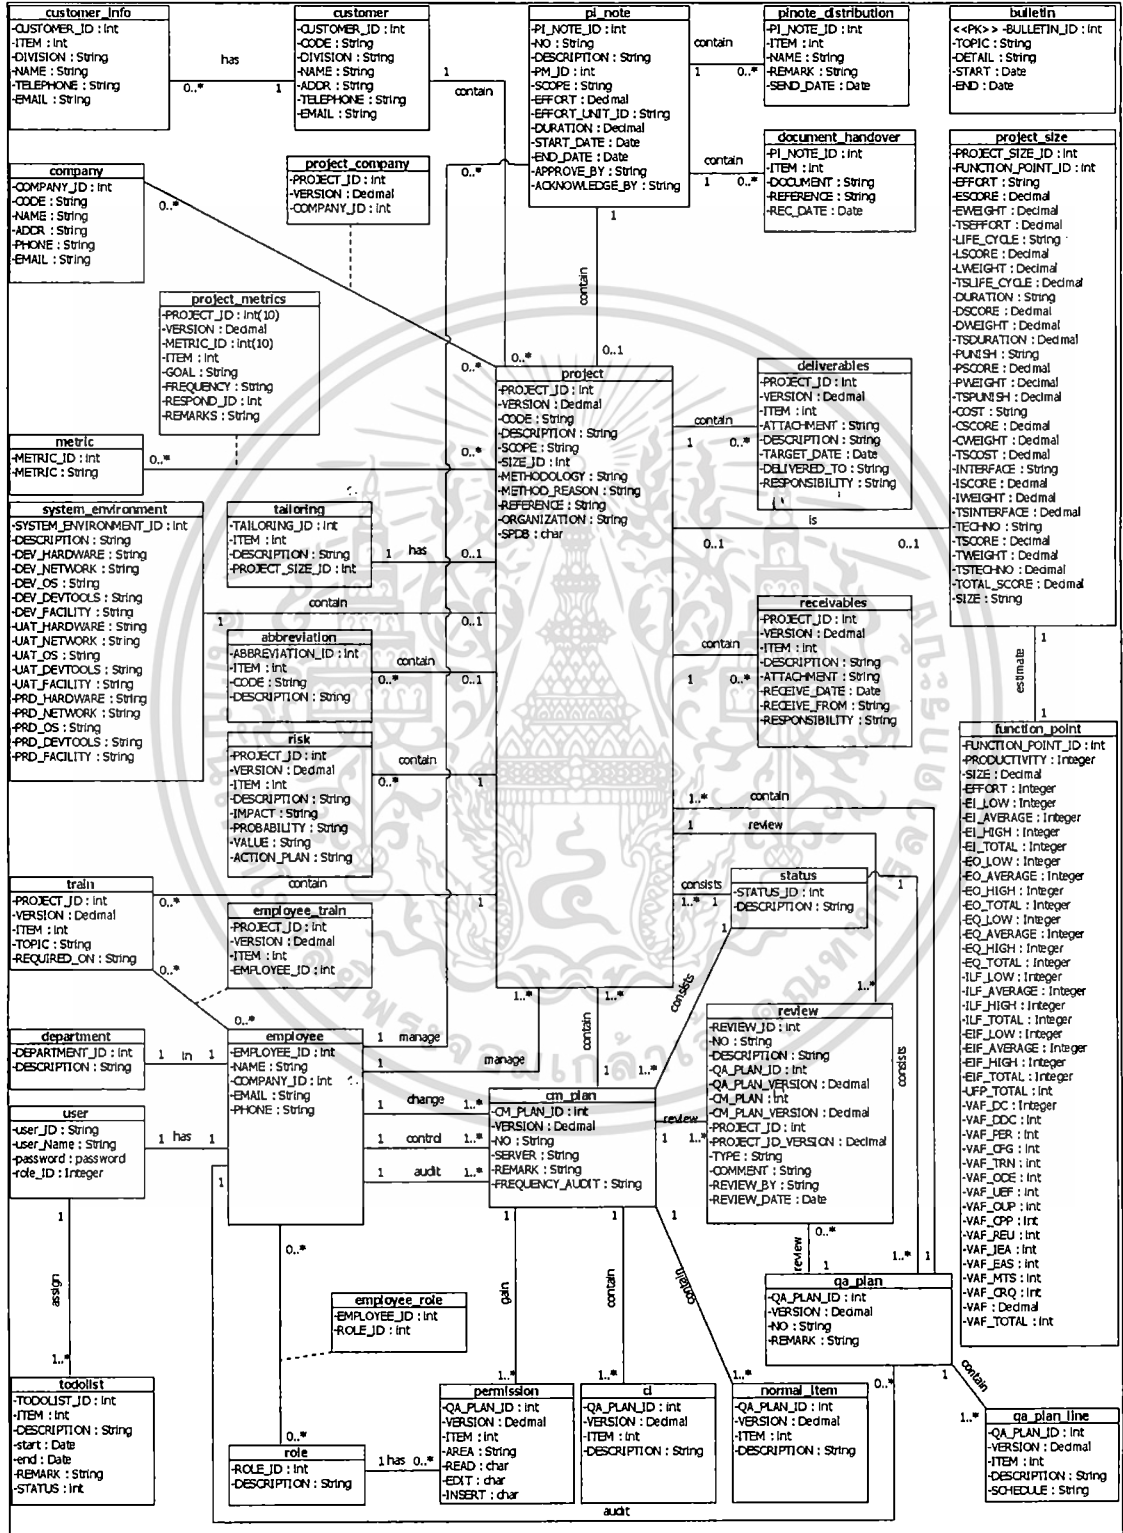 customer_info
-CUSTOMER_ID : Int
-ITEM : Int
-DIVISION : String
-NAME : String
-TELEPHONE : String
-EMAIL : String
has
0..*
1
customer
-CUSTOMER_ID : Int
-CODE : String
-DIVISION : String
-NAME : String
-ADDR : String
-TELEPHONE : String
-EMAIL : String
1
contain
pi_note
-PI_NOTE_ID : Int
-NO : String
-DESCRIPTION : String
-PM_ID : Int
-SCOPE : String
-EFFORT : Decimal
-EFFORT_UNIT_ID : String
-DURATION : Decimal
-START_DATE : Date
-END_DATE : Date
-APPROVE_BY : String
-ACKNOWLEDGE_BY : String
contain
1
0..*
pinote_distribution
-PI_NOTE_ID : Int
-ITEM : Int
-NAME : String
-REMARK : String
-SEND_DATE : Date
bulletin
<<PK>> -BULLETIN_ID : Int
-TOPIC : String
-DETAIL : String
-START : Date
-END : Date
contain
1
0..*
document_handover
-PI_NOTE_ID : Int
-ITEM : Int
-DOCUMENT : String
-REFERENCE : String
-REC_DATE : Date
project_size
-PROJECT_SIZE_ID : Int
-FUNCTION_POINT_ID : Int
-EFFORT : String
-ESCORE : Decimal
-EWEIGHT : Decimal
-TSEFFORT : Decimal
-LIFE_CYCLE : String
-LSCORE : Decimal
-LWEIGHT : Decimal
-TSLIFE_CYCLE : Decimal
-DURATION : String
-DSCORE : Decimal
-DWEIGHT : Decimal
-TSDURATION : Decimal
-PUNISH : String
-PSCORE : Decimal
-PWEIGHT : Decimal
-TSPUNISH : Decimal
-COST : String
-CSCORE : Decimal
-CWEIGHT : Decimal
-TSCOST : Decimal
-INTERFACE : String
-ISCORE : Decimal
-IWEIGHT : Decimal
-TSINTERFACE : Decimal
-TECHNO : String
-TSCORE : Decimal
-TWEIGHT : Decimal
-TSTECHNO : Decimal
-TOTAL_SCORE : Decimal
-SIZE : String
company
-COMPANY_ID : Int
-CODE : String
-NAME : String
-ADDR : String
-PHONE : String
-EMAIL : String
0..*
project_company
-PROJECT_ID : Int
-VERSION : Decimal
-COMPANY_ID : Int
0..*
1
contain
0..1
project_metrics
-PROJECT_ID : Int(10)
-VERSION : Decimal
-METRIC_ID : Int(10)
-ITEM : Int
-GOAL : String
-FREQUENCY : String
-RESPOND_ID : Int
-REMARKS : String
0..*
0..*
project
-PROJECT_ID : Int
-VERSION : Decimal
-CODE : String
-DESCRIPTION : String
-SCOPE : String
-SIZE_ID : Int
-METHODOLOGY : String
-METHOD_REASON : String
-REFERENCE : String
-ORGANIZATION : String
-SPDB : char
contain
1
0..*
deliverables
-PROJECT_ID : Int
-VERSION : Decimal
-ITEM : Int
-ATTACHMENT : String
-DESCRIPTION : String
-TARGET_DATE : Date
-DELIVERED_TO : String
-RESPONSIBILITY : String
metric
-METRIC_ID : Int
-METRIC : String
0..*
0..*
is
0..1
0..1
system_environment
-SYSTEM_ENVIRONMENT_ID : Int
-DESCRIPTION : String
-DEV_HARDWARE : String
-DEV_NETWORK : String
-DEV_OS : String
-DEV_DEVTOOLS : String
-DEV_FACILITY : String
-UAT_HARDWARE : String
-UAT_NETWORK : String
-UAT_OS : String
-UAT_DEVTOOLS : String
-UAT_FACILITY : String
-PRD_HARDWARE : String
-PRD_NETWORK : String
-PRD_OS : String
-PRD_DEVTOOLS : String
-PRD_FACILITY : String
tailoring
-TAILORING_ID : Int
-ITEM : Int
-DESCRIPTION : String
-PROJECT_SIZE_ID : Int
1
has
0..1
contain
1
0..1
abbreviation
-ABBREVIATION_ID : Int
-ITEM : Int
-CODE : String
-DESCRIPTION : String
contain
0..*
0..1
receivables
-PROJECT_ID : Int
-VERSION : Decimal
-ITEM : Int
-DESCRIPTION : String
-ATTACHMENT : String
-RECEIVE_DATE : Date
-RECEIVE_FROM : String
-RESPONSIBILITY : String
contain
1
0..*
1
estimate
1
risk
-PROJECT_ID : Int
-VERSION : Decimal
-ITEM : Int
-DESCRIPTION : String
-IMPACT : String
-PROBABILITY : String
-VALUE : String
-ACTION_PLAN : String
contain
0..*
1
function_point
-FUNCTION_POINT_ID : Int
-PRODUCTIVITY : Integer
-SIZE : Decimal
-EFFORT : Integer
-EI_LOW : Integer
-EI_AVERAGE : Integer
-EI_HIGH : Integer
-EI_TOTAL : Integer
-EO_LOW : Integer
-EO_AVERAGE : Integer
-EO_HIGH : Integer
-EO_TOTAL : Integer
-EQ_LOW : Integer
-EQ_AVERAGE : Integer
-EQ_HIGH : Integer
-EQ_TOTAL : Integer
-ILF_LOW : Integer
-ILF_AVERAGE : Integer
-ILF_HIGH : Integer
-ILF_TOTAL : Integer
-EIF_LOW : Integer
-EIF_AVERAGE : Integer
-EIF_HIGH : Integer
-EIF_TOTAL : Integer
-UFP_TOTAL : Int
-VAF_DC : Integer
-VAF_DDC : Int
-VAF_PER : Int
-VAF_CFG : Int
-VAF_TRN : Int
-VAF_ODE : Int
-VAF_UEF : Int
-VAF_OUP : Int
-VAF_CPP : Int
-VAF_REU : Int
-VAF_IEA : Int
-VAF_EAS : Int
-VAF_MTS : Int
-VAF_CRQ : Int
-VAF : Decimal
-VAF_TOTAL : Int
1..*
contain
1
review
train
-PROJECT_ID : Int
-VERSION : Decimal
-ITEM : Int
-TOPIC : String
-REQUIRED_ON : String
contain
0..*
1
0..*
employee_train
-PROJECT_ID : Int
-VERSION : Decimal
-ITEM : Int
-EMPLOYEE_ID : Int
0..*
consists
1..*
1
status
-STATUS_ID : Int
-DESCRIPTION : String
1
1
consists
1..*
1..*
1..*
contain
1
1..*
consists
department
-DEPARTMENT_ID : Int
-DESCRIPTION : String
1
in
1
employee
-EMPLOYEE_ID : Int
-NAME : String
-COMPANY_ID : Int
-EMAIL : String
-PHONE : String
1
manage
1
manage
1
change
1..*
1
control
1..*
1
audit
1..*
cm_plan
-CM_PLAN_ID : Int
-VERSION : Decimal
-NO : String
-SERVER : String
-REMARK : String
-FREQUENCY_AUDIT : String
review
1
1..*
review
-REVIEW_ID : Int
-NO : String
-DESCRIPTION : String
-QA_PLAN_ID : Int
-QA_PLAN_VERSION : Decimal
-CM_PLAN : Int
-CM_PLAN_VERSION : Decimal
-PROJECT_ID : Int
-PROJECT_ID_VERSION : Decimal
-TYPE : String
-COMMENT : String
-REVIEW_BY : String
-REVIEW_DATE : Date
user
-user_ID : String
-user_Name : String
-password : password
-role_ID : Integer
1
has
1
1
1
assign
1..*
0..*
1
gain
1..*
1
contain
1..*
1
contain
1..*
0..*
review
1
1..*
1
qa_plan
-QA_PLAN_ID : Int
-VERSION : Decimal
-NO : String
-REMARK : String
0..*
1
contain
1..*
employee_role
-EMPLOYEE_ID : Int
-ROLE_ID : Int
todolist
-TODOLIST_ID : Int
-ITEM : Int
-DESCRIPTION : String
-start : Date
-end : Date
-REMARK : String
-STATUS : Int
0..*
role
-ROLE_ID : Int
-DESCRIPTION : String
1
has
0..*
permission
-QA_PLAN_ID : Int
-VERSION : Decimal
-ITEM : Int
-AREA : String
-READ : char
-EDIT : char
-INSERT : char
ci
-QA_PLAN_ID : Int
-VERSION : Decimal
-ITEM : Int
-DESCRIPTION : String
normal_item
-QA_PLAN_ID : Int
-VERSION : Decimal
-ITEM : Int
-DESCRIPTION : String
qa_plan_line
-QA_PLAN_ID : Int
-VERSION : Decimal
-ITEM : Int
-DESCRIPTION : String
-SCHEDULE : String
audit